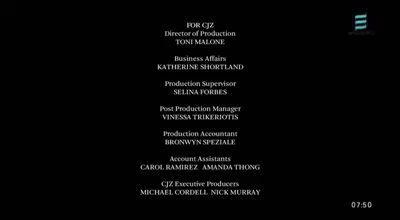 FOR CJZ
Director of Production
TONI MALONE
Business Affairs
KATHERINE SHORTLAND
Production Supervisor
SELINA FORBES
Post Production Manager
VINESSA TRIKERIOTIS
Production Accountant
BRONWYN SPEZIALE
Account Assistants
CAROL RAMIREZ AMANDA THONG
CJZ Executive Producers
MICHAEL CORDELL NICK MURRAY
07:50